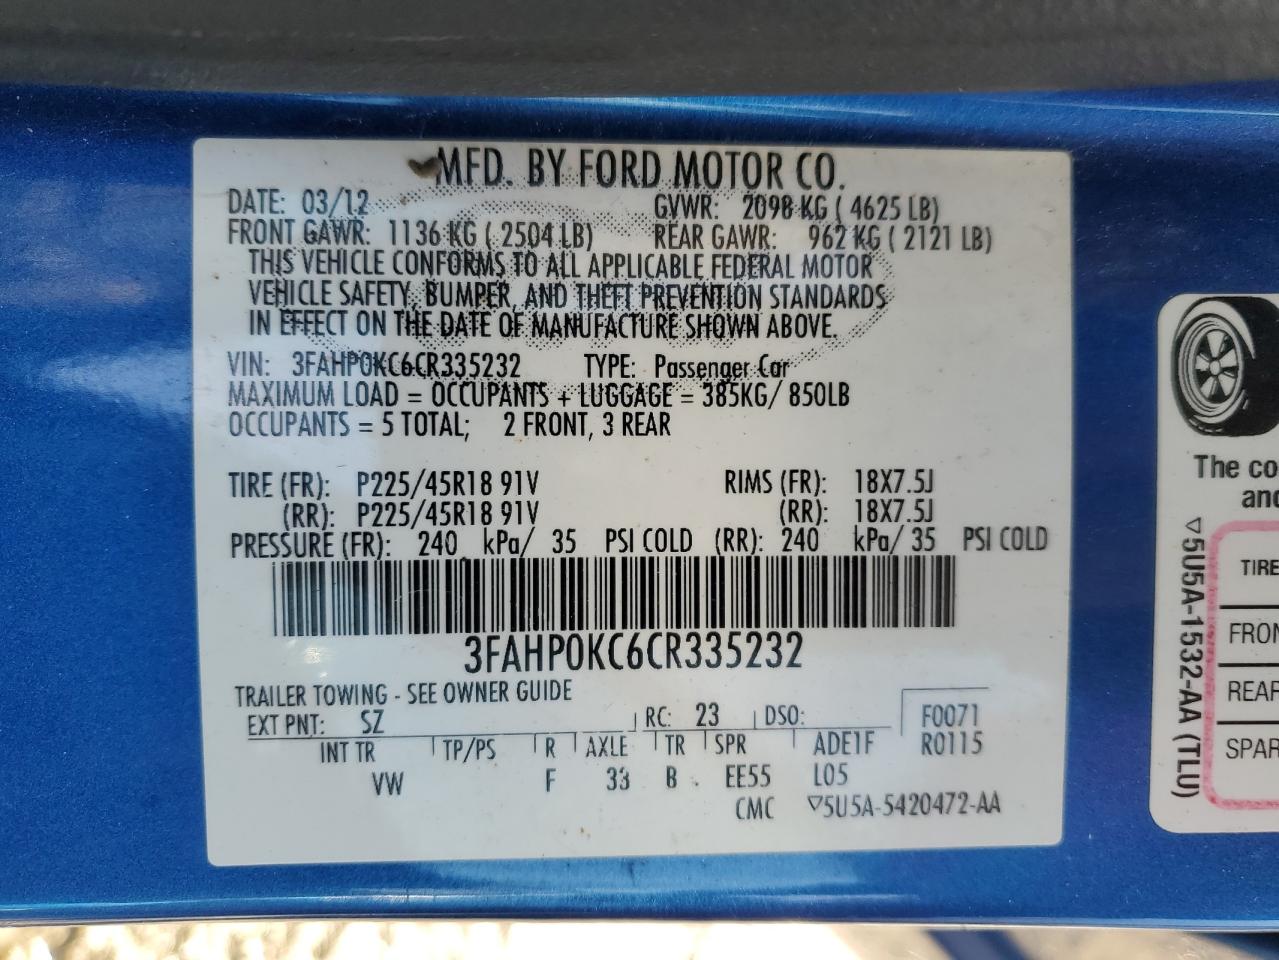 MFD. BY FORD MOTOR CO.
DATE: 03/12 GVWR: 2098 KG ( 4625 LB)
FRONT GAWR: 1136 KG ( 2504 LB) REAR GAWR: 962 KG ( 2121 LB)
THIS VEHICLE CONFORMS TO ALL APPLICABLE FEDERAL MOTOR
VEHICLE SAFETY, BUMPER, AND THEFT PREVENTION STANDARDS
IN EFFECT ON THE DATE OF MANUFACTURE SHOWN ABOVE.
VIN: 3FAHP0KC6CR335232 TYPE: Passenger Car
MAXIMUM LOAD = OCCUPANTS + LUGGAGE = 385KG/ 850LB
OCCUPANTS = 5 TOTAL; 2 FRONT, 3 REAR
TIRE (FR): P225/45R18 91V RIMS (FR): 18X7.5J
(RR): P225/45R18 91V (RR): 18X7.5J
PRESSURE (FR): 240 kPa/ 35 PSI COLD (RR): 240 kPa/ 35 PSI COLD
3FAHP0KC6CR335232
TRAILER TOWING - SEE OWNER GUIDE
EXT PNT: SZ RC: 23 DSO: F0071
INT TR TP/PS R AXLE TR SPR ADE1F R0115
VW F 33 B EE55 L05
CMC ▽5U5A-5420472-AA
The co
and
▽5U5A-1532-AA (TLU)
TIRE
FRON
REAR
SPAR